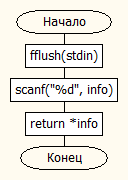 Начало
fflush(stdin)
scanf("%d", info)
return *info
Конец